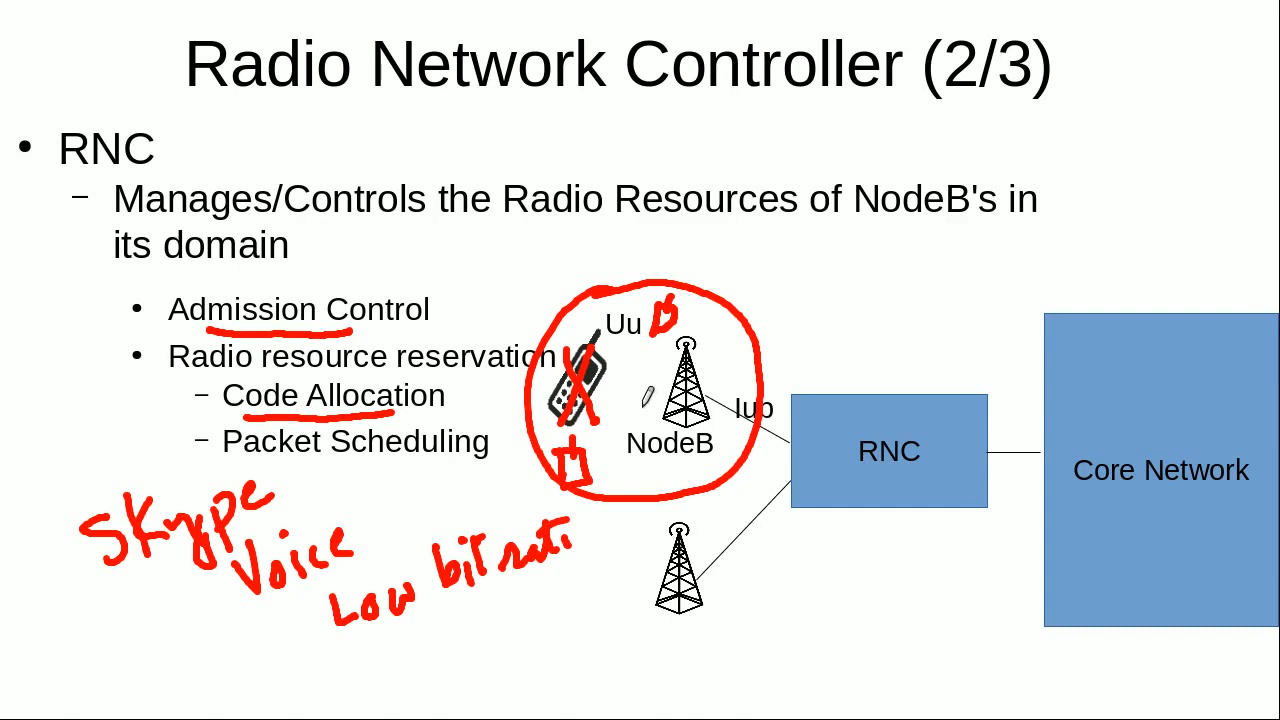 Radio Network Controller (2/3)
• RNC
– Manages/Controls the Radio Resources of NodeB's in
its domain
• Admission Control
• Radio resource reservation
– Code Allocation
– Packet Scheduling
Uu
NodeB
Iub
RNC
Core Network
Skype
Voice
Low bit rate